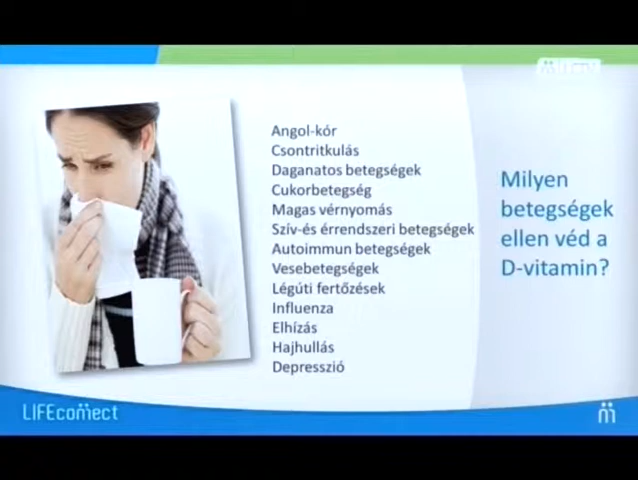 Angol-kór
Csontritkulás
Daganatos betegségek
Cukorbetegség
Magas vérnyomás
Szív-és érrendszeri betegségek
Autoimmun betegségek
Vesebetegségek
Légúti fertőzések
Influenza
Elhízás
Hajhullás
Depresszió
Milyen
betegségek
ellen véd a
D-vitamin?
LIFEconnect